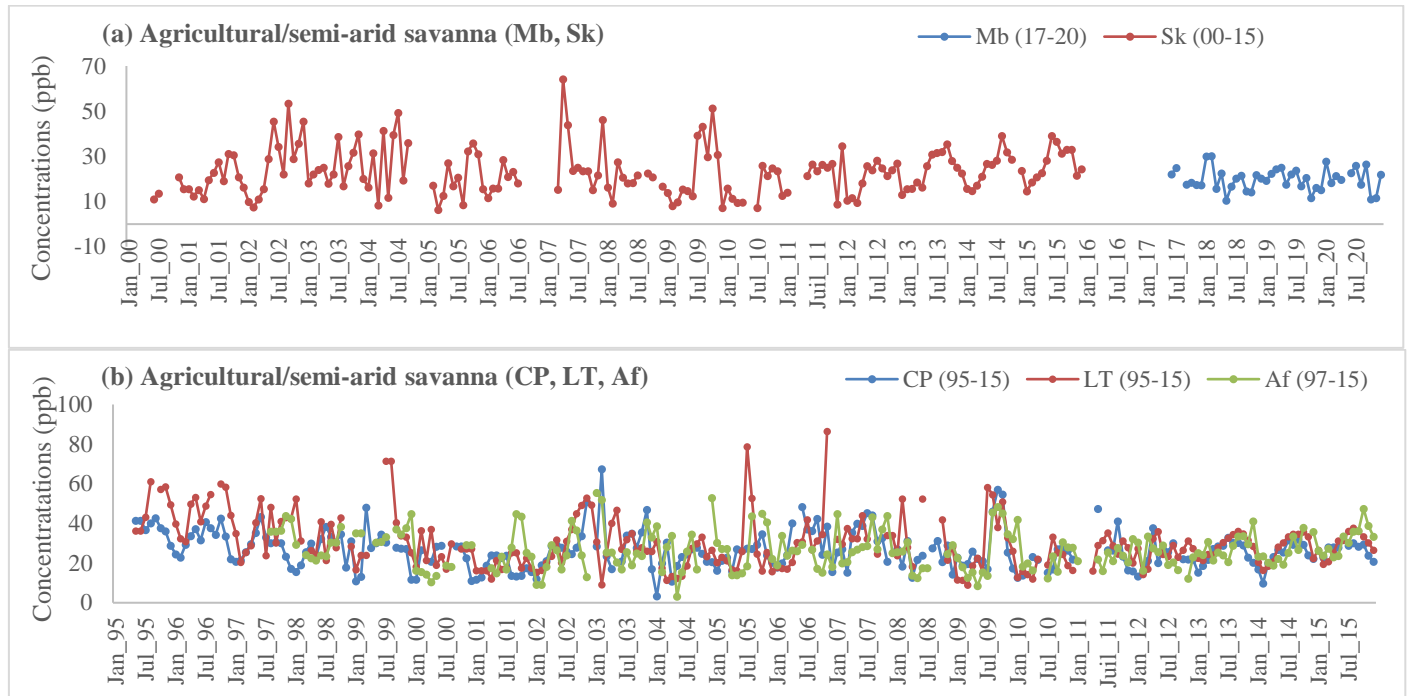 (a) Agricultural/semi-arid savanna (Mb, Sk)
Mb (17-20) Sk (00-15)
Concentrations (ppb)
70
50
30
10
-10
Jan_00 Jul_00 Jan_01 Jul_01 Jan_02 Jul_02 Jan_03 Jul_03 Jan_04 Jul_04 Jan_05 Jul_05 Jan_06 Jul_06 Jan_07 Jul_07 Jan_08 Jul_08 Jan_09 Jul_09 Jan_10 Jul_10 Jan_11 Juil_11 Jan_12 Jul_12 Jan_13 Jul_13 Jan_14 Jul_14 Jan_15 Jul_15 Jan_16 Jul_16 Jan_17 Jul_17 Jan_18 Jul_18 Jan_19 Jul_19 Jan_20 Jul_20
(b) Agricultural/semi-arid savanna (CP, LT, Af)
CP (95-15) LT (95-15) Af (97-15)
Concentratations (ppb)
100
80
60
40
20
0
Jan_95 Jul_95 Jan_96 Jul_96 Jan_97 Jul_97 Jan_98 Jul_98 Jan_99 Jul_99 Jan_00 Jul_00 Jan_01 Jul_01 Jan_02 Jul_02 Jan_03 Jul_03 Jan_04 Jul_04 Jan_05 Jul_05 Jan_06 Jul_06 Jan_07 Jul_07 Jan_08 Jul_08 Jan_09 Jul_09 Jan_10 Jul_10 Jan_11 Juil_11 Jan_12 Jul_12 Jan_13 Jul_13 Jan_14 Jul_14 Jan_15 Jul_15